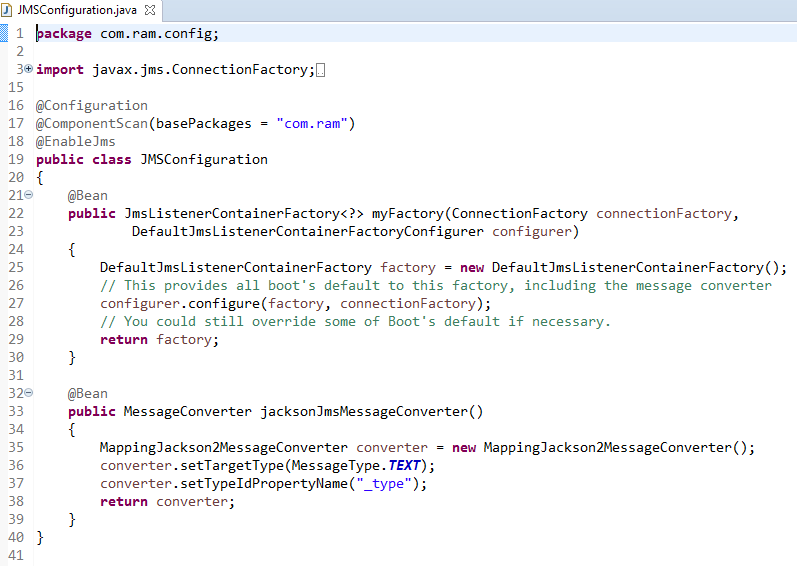 JMSConfiguration.java
1 package com.ram.config;
2
3 import javax.jms.ConnectionFactory;
15
16 @Configuration
17 @ComponentScan(basePackages = "com.ram")
18 @EnableJms
19 public class JMSConfiguration
20 {
21     @Bean
22     public JmsListenerContainerFactory<?> myFactory(ConnectionFactory connectionFactory,
23             DefaultJmsListenerContainerFactoryConfigurer configurer)
24     {
25         DefaultJmsListenerContainerFactory factory = new DefaultJmsListenerContainerFactory();
26         // This provides all boot's default to this factory, including the message converter
27         configurer.configure(factory, connectionFactory);
28         // You could still override some of Boot's default if necessary.
29         return factory;
30     }
31
32     @Bean
33     public MessageConverter jacksonJmsMessageConverter()
34     {
35         MappingJackson2MessageConverter converter = new MappingJackson2MessageConverter();
36         converter.setTargetType(MessageType.TEXT);
37         converter.setTypeIdPropertyName("_type");
38         return converter;
39     }
40 }
41